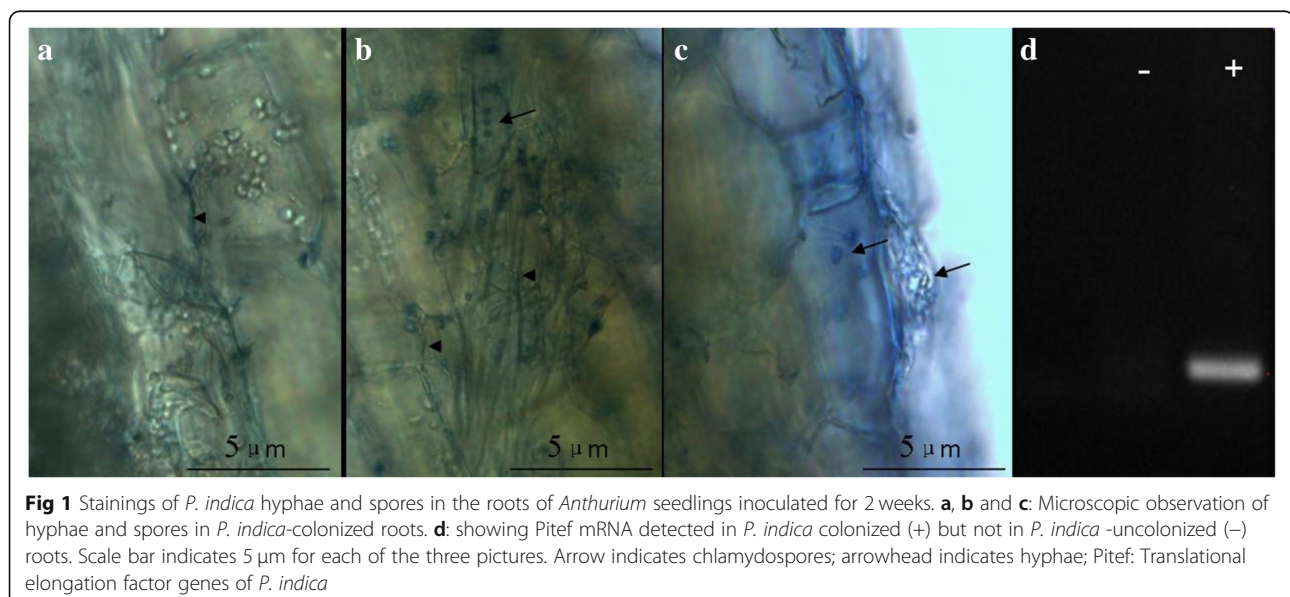 a b c d
- +
5 μm 5 μm 5 μm
Fig 1 Stainings of P. indica hyphae and spores in the roots of Anthurium seedlings inoculated for 2 weeks. a, b and c: Microscopic observation of
hyphae and spores in P. indica-colonized roots. d: showing Pitef mRNA detected in P. indica colonized (+) but not in P. indica -uncolonized (−)
roots. Scale bar indicates 5 μm for each of the three pictures. Arrow indicates chlamydospores; arrowhead indicates hyphae; Pitef: Translational
elongation factor genes of P. indica